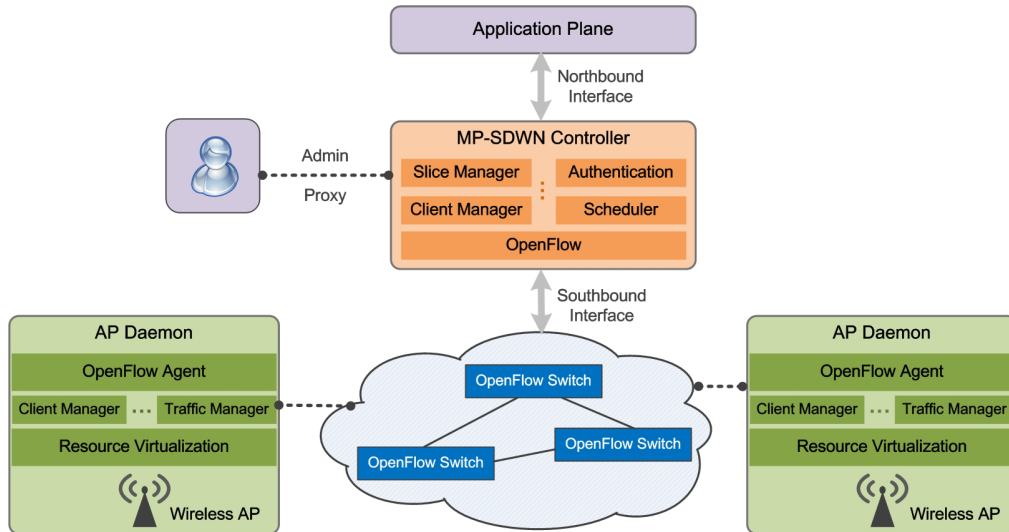 Application Plane
Northbound
Interface
MP-SDWN Controller
Admin
Proxy
Slice Manager
Authentication
Client Manager
Scheduler
OpenFlow
Southbound
Interface
AP Daemon
OpenFlow Agent
Client Manager
Traffic Manager
Resource Virtualization
Wireless AP
OpenFlow Switch
OpenFlow Switch
OpenFlow Switch
AP Daemon
OpenFlow Agent
Client Manager
Traffic Manager
Resource Virtualization
Wireless AP